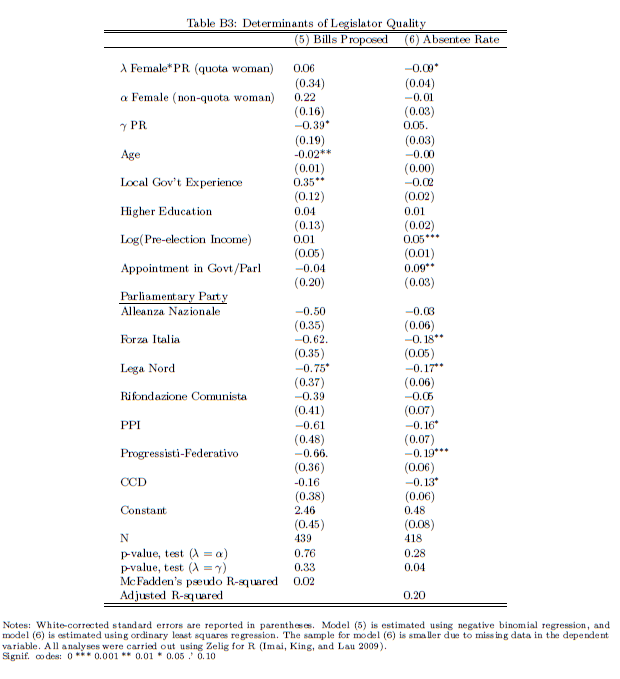 Table B3: Determinants of Legislator Quality
(5) Bills Proposed (6) Absentee Rate
λ Female*PR (quota woman) 0.06 −0.09*
(0.34) (0.04)
α Female (non-quota woman) 0.22 −0.01
(0.16) (0.03)
γ PR −0.39* 0.05.
(0.19) (0.03)
Age -0.02** −0.00
(0.01) (0.00)
Local Gov't Experience 0.35** −0.02
(0.12) (0.02)
Higher Education 0.04 0.01
(0.13) (0.02)
Log(Pre-election Income) 0.01 0.05***
(0.05) (0.01)
Appointment in Govt/Parl −0.04 0.09**
(0.20) (0.03)
Parliamentary Party
Alleanza Nazionale −0.50 −0.03
(0.35) (0.06)
Forza Italia −0.62. −0.18**
(0.35) (0.05)
Lega Nord −0.75* −0.17**
(0.37) (0.06)
Rifondazione Comunista −0.39 −0.05
(0.41) (0.07)
PPI −0.61 −0.16*
(0.48) (0.07)
Progressisti-Federativo −0.66. −0.19***
(0.36) (0.06)
CCD -0.16 −0.13*
(0.38) (0.06)
Constant 2.46 0.48
(0.45) (0.08)
N 439 418
p-value, test (λ = α) 0.76 0.28
p-value, test (λ = γ) 0.33 0.04
McFadden's pseudo R-squared 0.02
Adjusted R-squared 0.20
Notes: White-corrected standard errors are reported in parentheses. Model (5) is estimated using negative binomial regression, and
model (6) is estimated using ordinary least squares regression. The sample for model (6) is smaller due to missing data in the dependent
variable. All analyses were carried out using Zelig for R (Imai, King, and Lau 2009).
Signif. codes: 0 *** 0.001 ** 0.01 * 0.05 .' 0.10